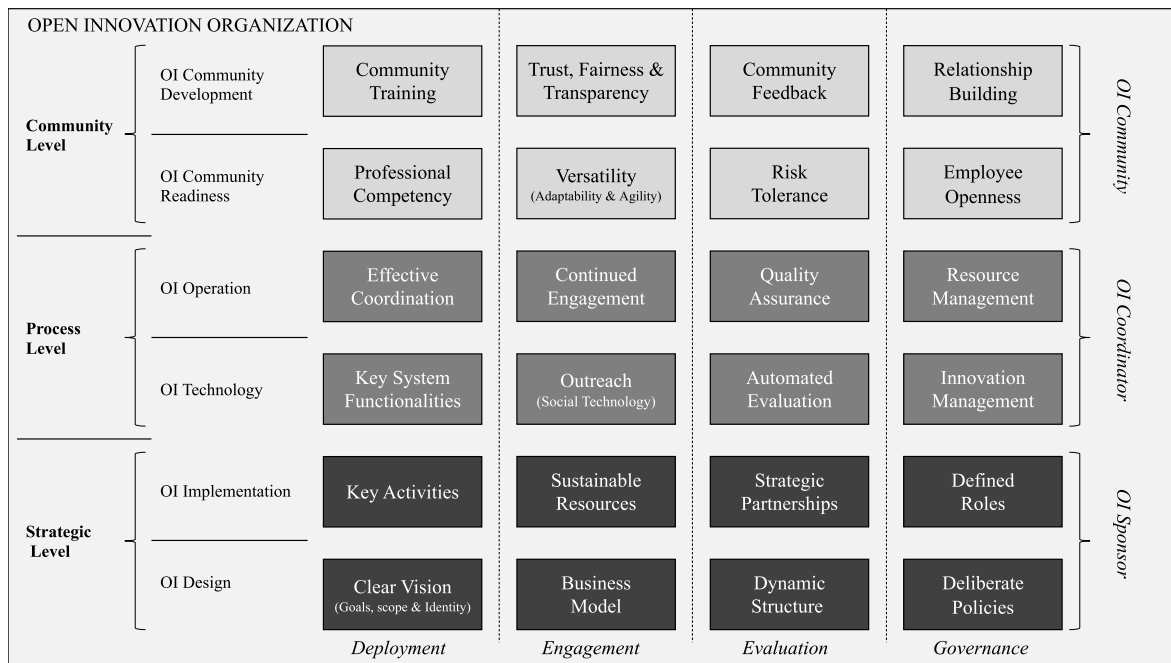 OPEN INNOVATION ORGANIZATION
Community
Level
OI Community
Development
Community
Training
Trust, Fairness &
Transparency
Community
Feedback
Relationship
Building
OI Community
Readiness
Professional
Competency
Versatility
(Adaptability & Agility)
Risk
Tolerance
Employee
Openness
OI Community
Process
Level
OI Operation
Effective
Coordination
Continued
Engagement
Quality
Assurance
Resource
Management
OI Technology
Key System
Functionalities
Outreach
(Social Technology)
Automated
Evaluation
Innovation
Management
OI Coordinator
Strategic
Level
OI Implementation
Key Activities
Sustainable
Resources
Strategic
Partnerships
Defined
Roles
OI Design
Clear Vision
(Goals, scope & Identity)
Business
Model
Dynamic
Structure
Deliberate
Policies
OI Sponsor
Deployment
Engagement
Evaluation
Governance